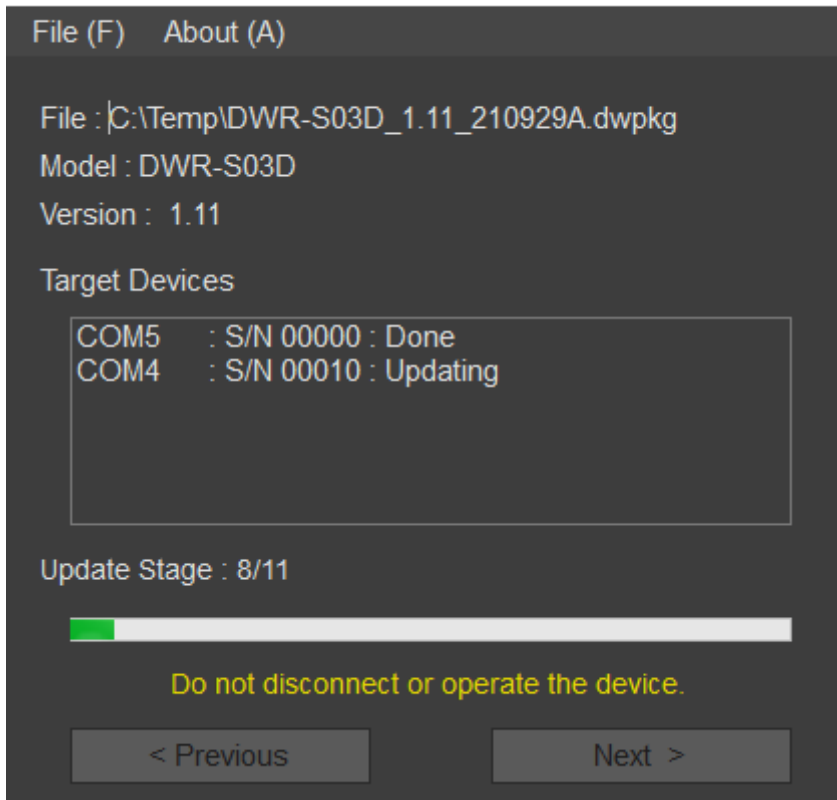 File (F) About (A)
File : C:\Temp\DWR-S03D_1.11_210929A.dwpkg
Model : DWR-S03D
Version : 1.11
Target Devices
COM5 : S/N 00000 : Done
COM4 : S/N 00010 : Updating
Update Stage : 8/11
Do not disconnect or operate the device.
< Previous Next >